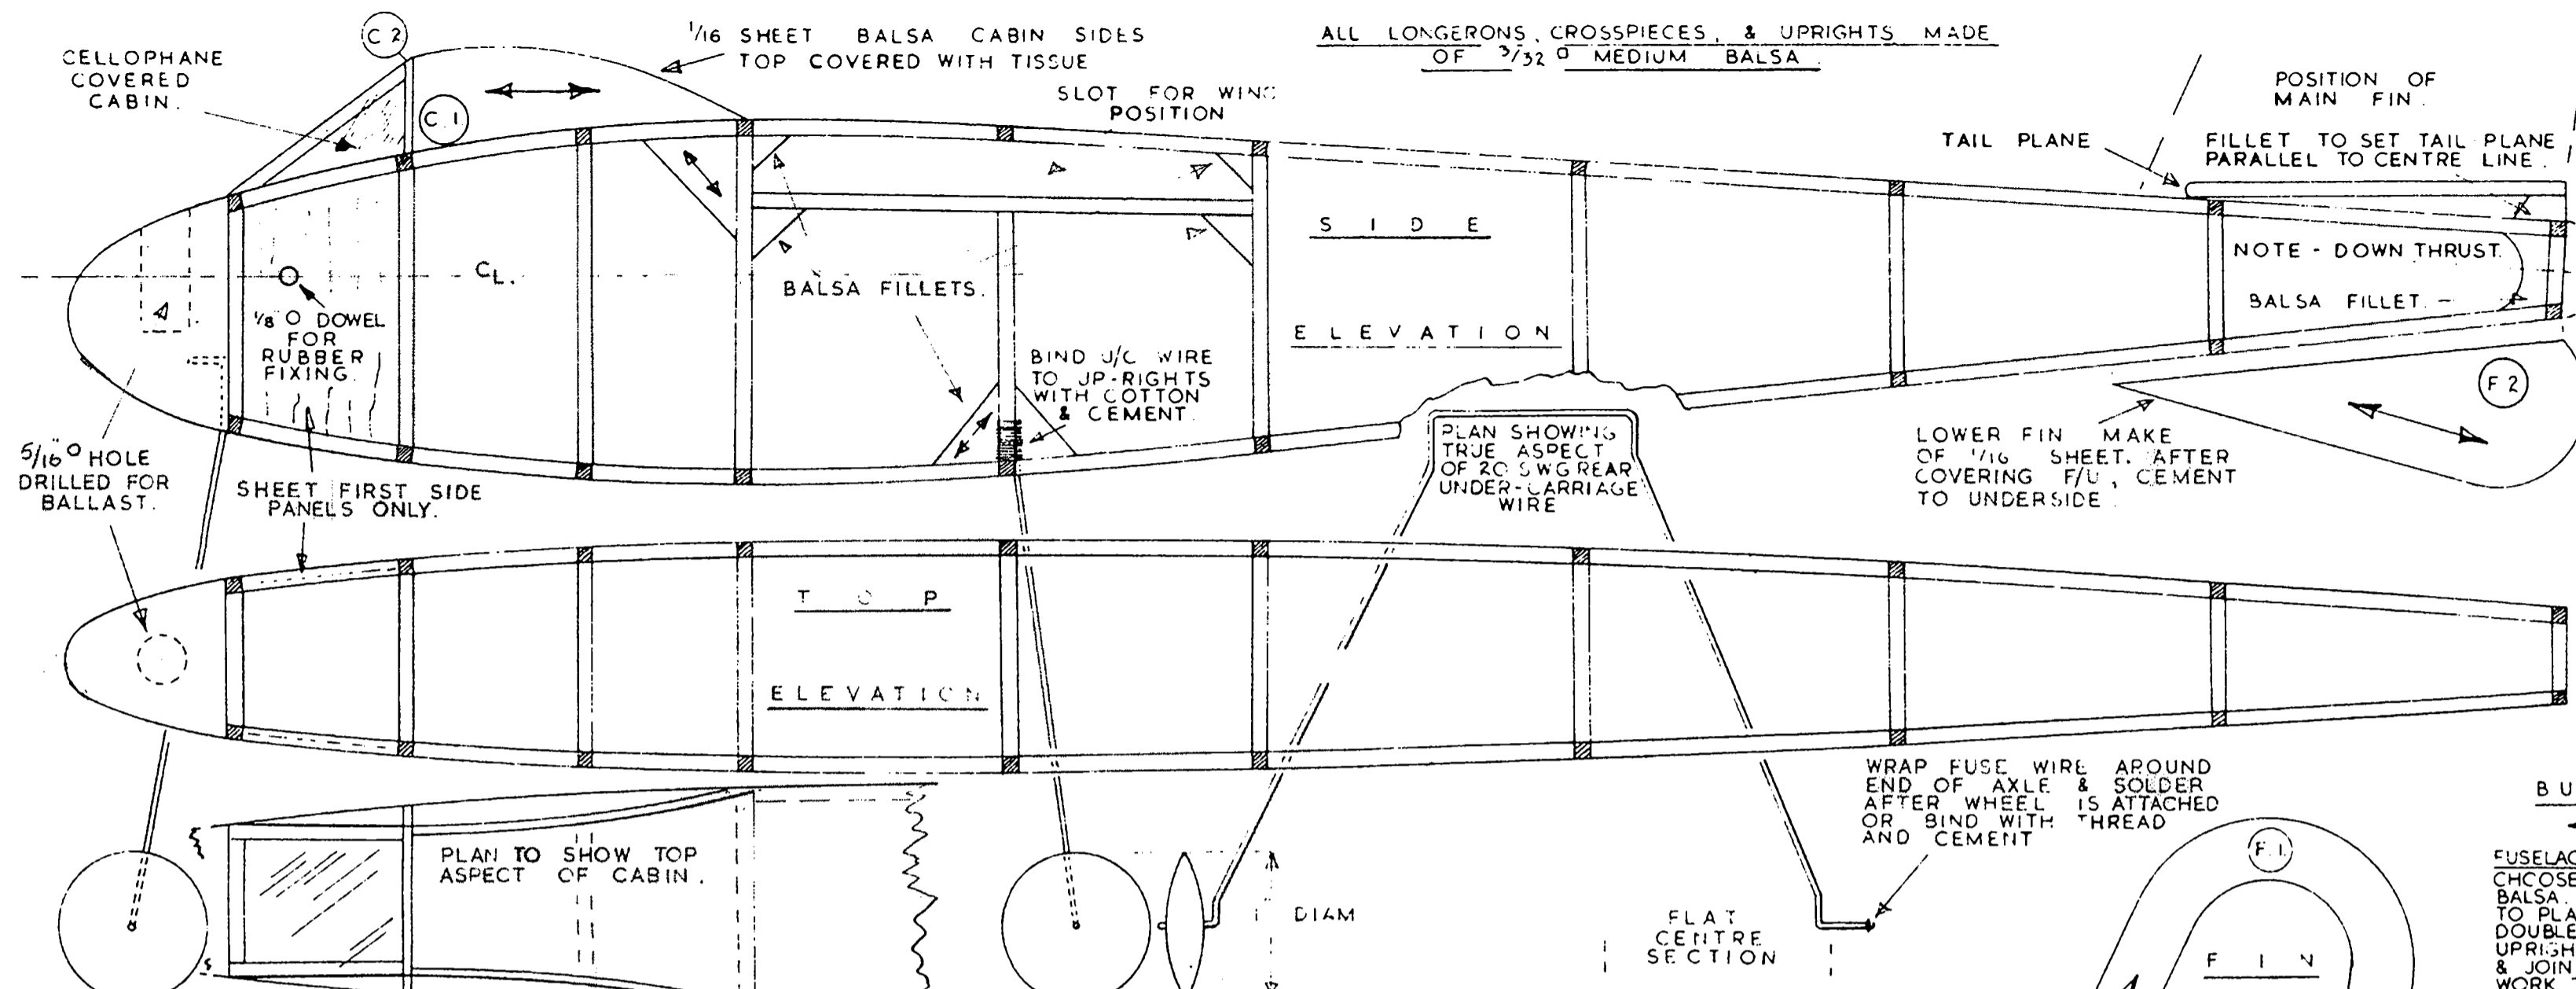 CELLOPHANE
COVERED
CABIN.
C 2
C.1
1/16 SHEET BALSA CABIN SIDES
TOP COVERED WITH TISSUE
SLOT FOR WING
POSITION
ALL LONGERONS, CROSSPIECES, & UPRIGHTS MADE
OF 3/32 □ MEDIUM BALSA.
POSITION OF
MAIN FIN.
TAIL PLANE
FILLET TO SET TAIL PLANE
PARALLEL TO CENTRE LINE.
SIDE
ELEVATION
CL.
NOTE - DOWN THRUST.
BALSA FILLET.
BALSA FILLETS.
1/8" O DOWEL
FOR
RUBBER
FIXING.
BIND U/C WIRE
TO UP-RIGHTS
WITH COTTON
& CEMENT.
F 2
5/16" O HOLE
DRILLED FOR
BALLAST.
SHEET FIRST SIDE
PANELS ONLY.
PLAN SHOWING
TRUE ASPECT
OF 20 SWG REAR
UNDER-CARRIAGE
WIRE
LOWER FIN MAKE
OF 1/16 SHEET. AFTER
COVERING F/U, CEMENT
TO UNDERSIDE.
TOP
ELEVATION
WRAP FUSE WIRE AROUND
END OF AXLE & SOLDER
AFTER WHEEL IS ATTACHED
OR BIND WITH THREAD
AND CEMENT
PLAN TO SHOW TOP
ASPECT OF CABIN.
DIAM
FLAT
CENTRE
SECTION
F.1
FIN
BU
FUSELAG
CHOOSE
BALSA.
TO PLA
DOUBLE
UPRIGH
& JOIN
WORK